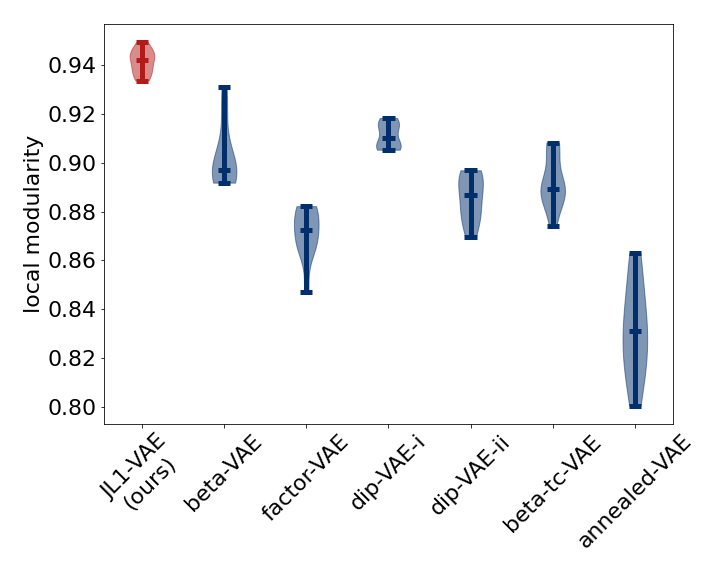 local modularity
0.94
0.92
0.90
0.88
0.86
0.84
0.82
0.80
JL1-VAE
(ours)
beta-VAE
factor-VAE
dip-VAE-i
dip-VAE-ii
beta-tc-VAE
annealed-VAE